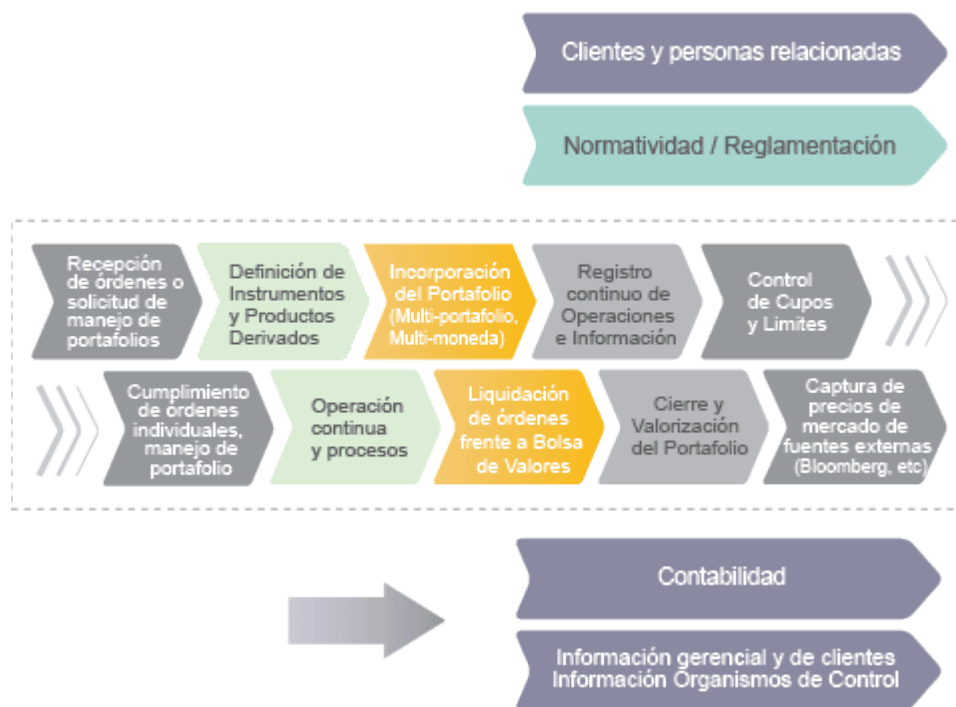 Clientes y personas relacionadas
Normatividad / Reglamentación
Recepción
de órdenes o
solicitud de
manejo de
portafolios
Definición de
Instrumentos
y Productos
Derivados
Incorporación
del Portafolio
(Multi-portafolio,
Multi-moneda)
Registro
continuo de
Operaciones
e Información
Control
de Cupos
y Limites
Cumplimiento
de órdenes
individuales,
manejo de
portafolio
Operación
continua
y procesos
Liquidación
de órdenes
frente a Bolsa
de Valores
Cierre y
Valorización
del Portafolio
Captura de
precios de
mercado de
fuentes externas
(Bloomberg, etc)
Contabilidad
Información gerencial y de clientes
Información Organismos de Control